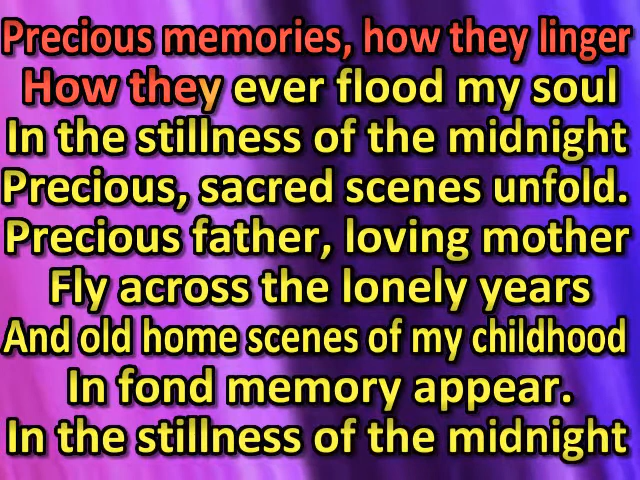 Precious memories, how they linger
How they ever flood my soul
In the stillness of the midnight
Precious, sacred scenes unfold.
Precious father, loving mother
Fly across the lonely years
And old home scenes of my childhood
In fond memory appear.
In the stillness of the midnight